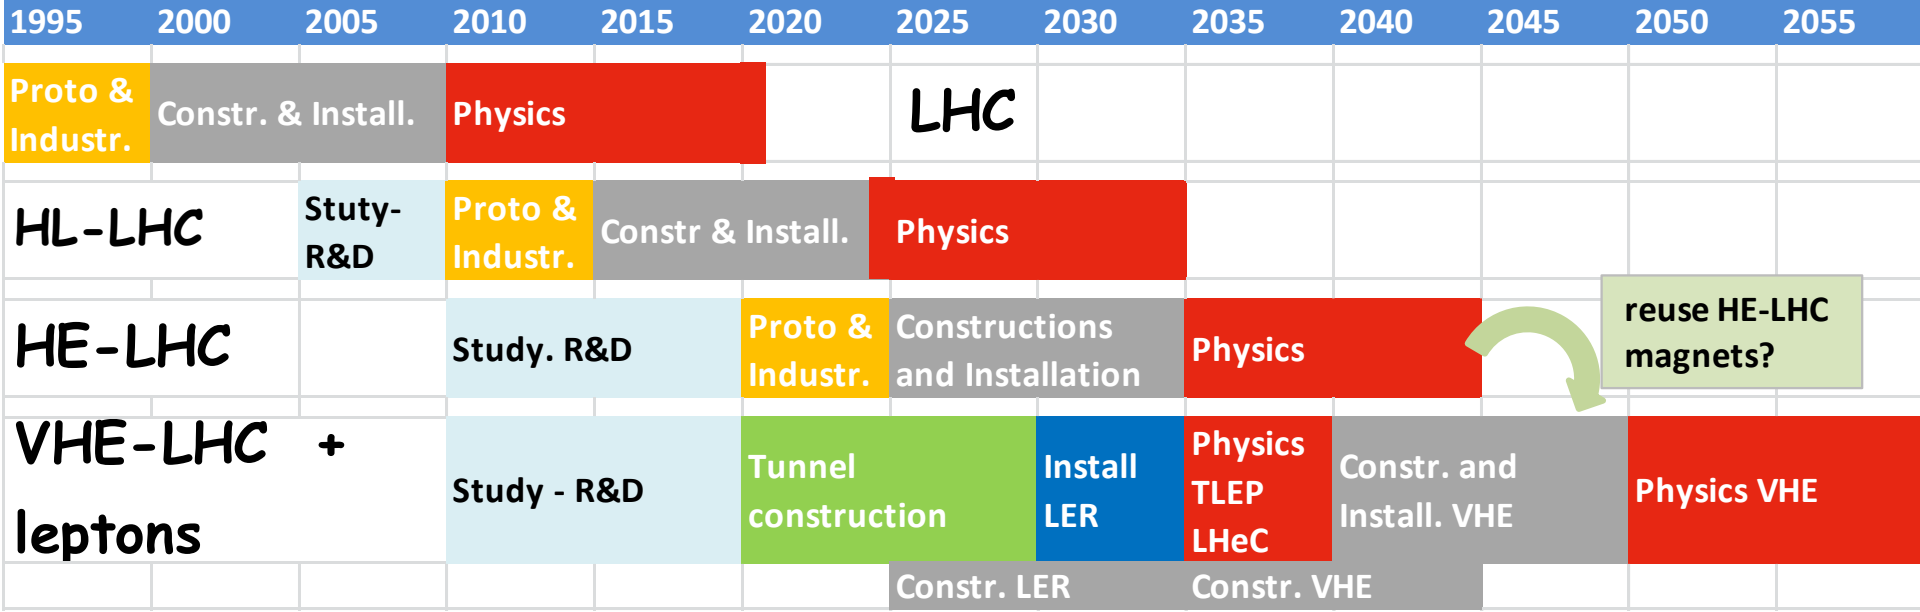 1995 2000 2005 2010 2015 2020 2025 2030 2035 2040 2045 2050 2055
Proto &
Industr.
Constr. & Install.
Physics
LHC
HL-LHC
Stuty-
R&D
Proto &
Industr.
Constr & Install.
Physics
HE-LHC
Study. R&D
Proto &
Industr.
Constructions
and Installation
Physics
reuse HE-LHC
magnets?
VHE-LHC +
leptons
Study - R&D
Tunnel
construction
Install
LER
Physics
TLEP
LHeC
Constr. and
Install. VHE
Physics VHE
Constr. LER
Constr. VHE